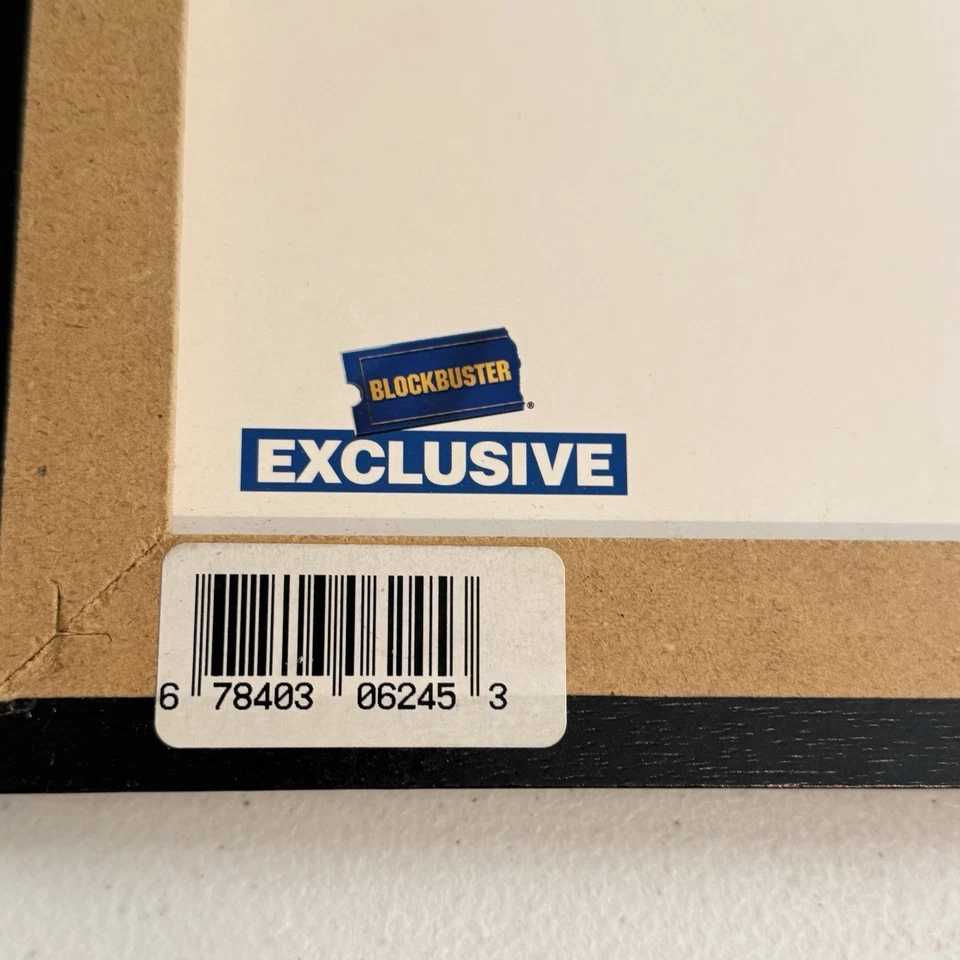 BLOCKBUSTER®
EXCLUSIVE
6 78403 06245 3